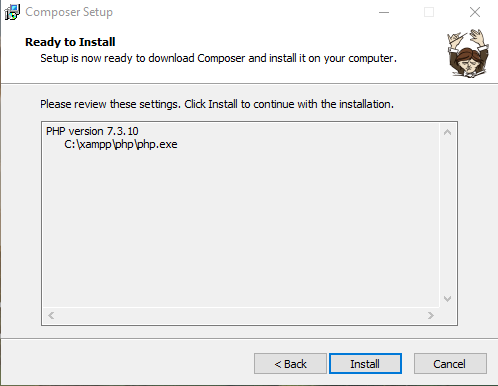 Composer Setup
Ready to Install
Setup is now ready to download Composer and install it on your computer.
Please review these settings. Click Install to continue with the installation.
PHP version 7.3.10
C:\xampp\php\php.exe
< Back
Install
Cancel